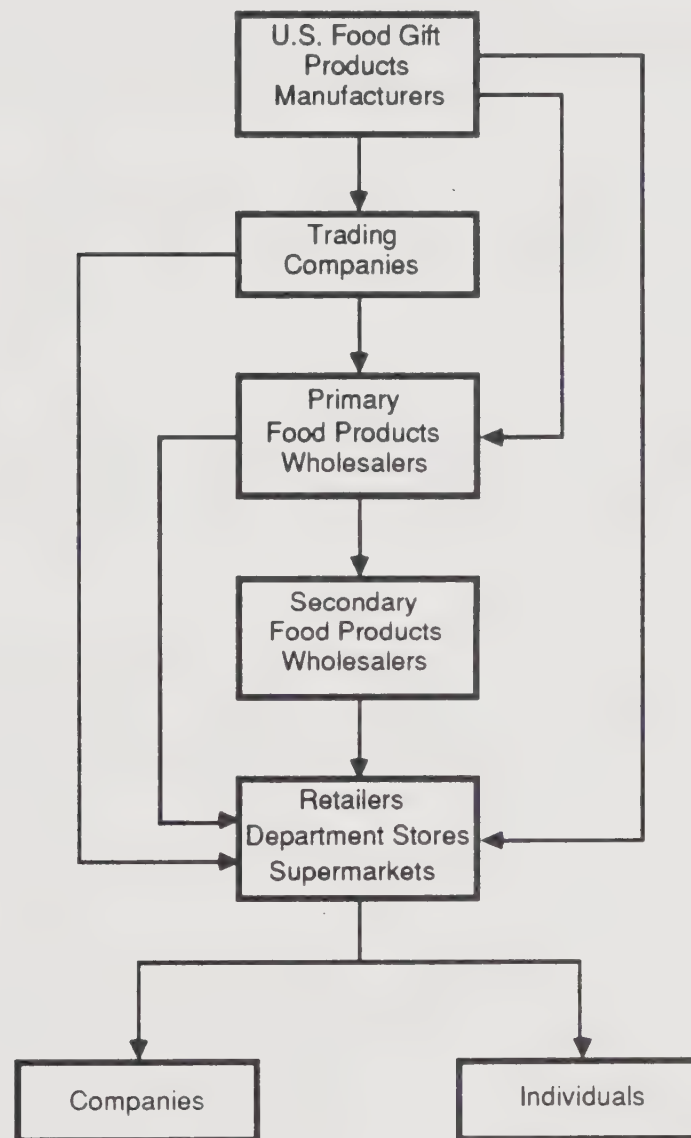 U.S. Food Gift
Products
Manufacturers
Trading
Companies
Primary
Food Products
Wholesalers
Secondary
Food Products
Wholesalers
Retailers
Department Stores
Supermarkets
Companies
Individuals